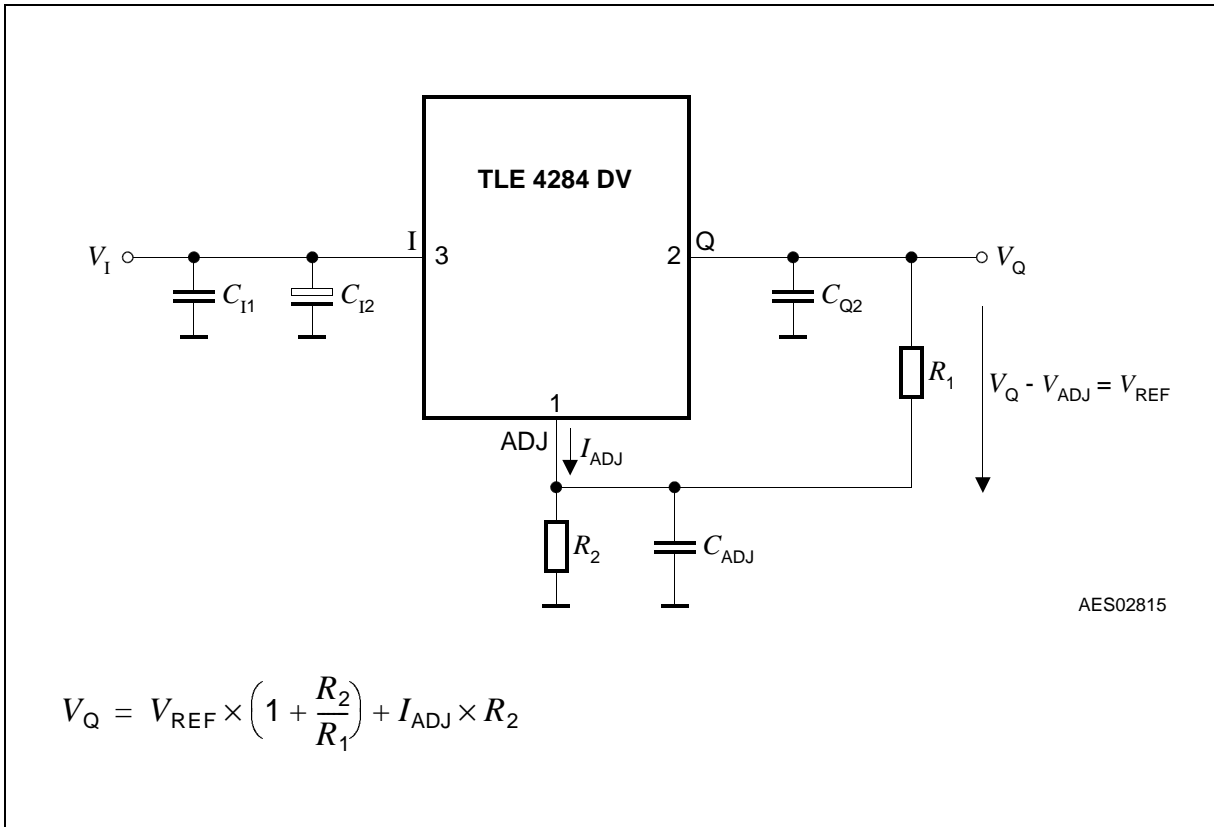 TLE 4284 DV
V_I
I
3
2
Q
V_Q
C_I1
C_I2
C_Q2
R_1
V_Q - V_ADJ = V_REF
1
ADJ
I_ADJ
R_2
C_ADJ
AES02815
V_Q = V_REF × (1 + R_2/R_1) + I_ADJ × R_2